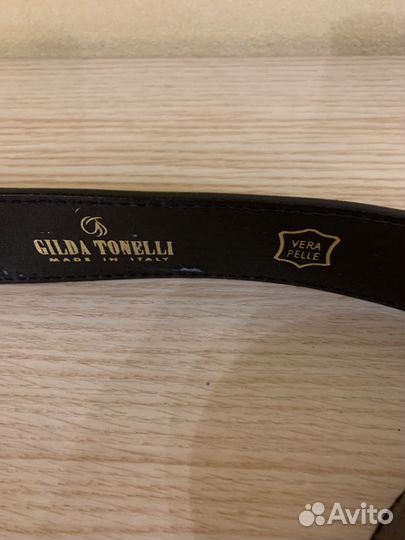 GILDA TONELLI
MADE IN ITALY
VERA
PELLE
Avito